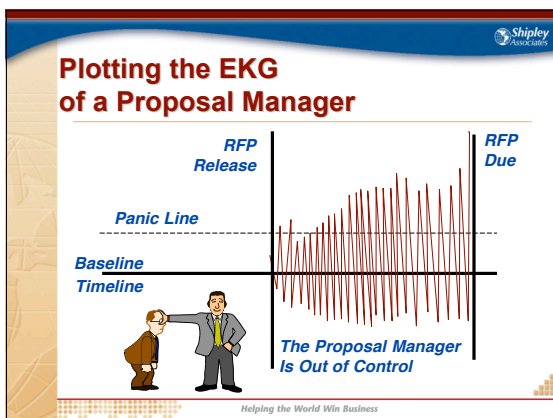 Shipley
Associates
Plotting the EKG
of a Proposal Manager
RFP
Release
RFP
Due
Panic Line
Baseline
Timeline
The Proposal Manager
Is Out of Control
Helping the World Win Business